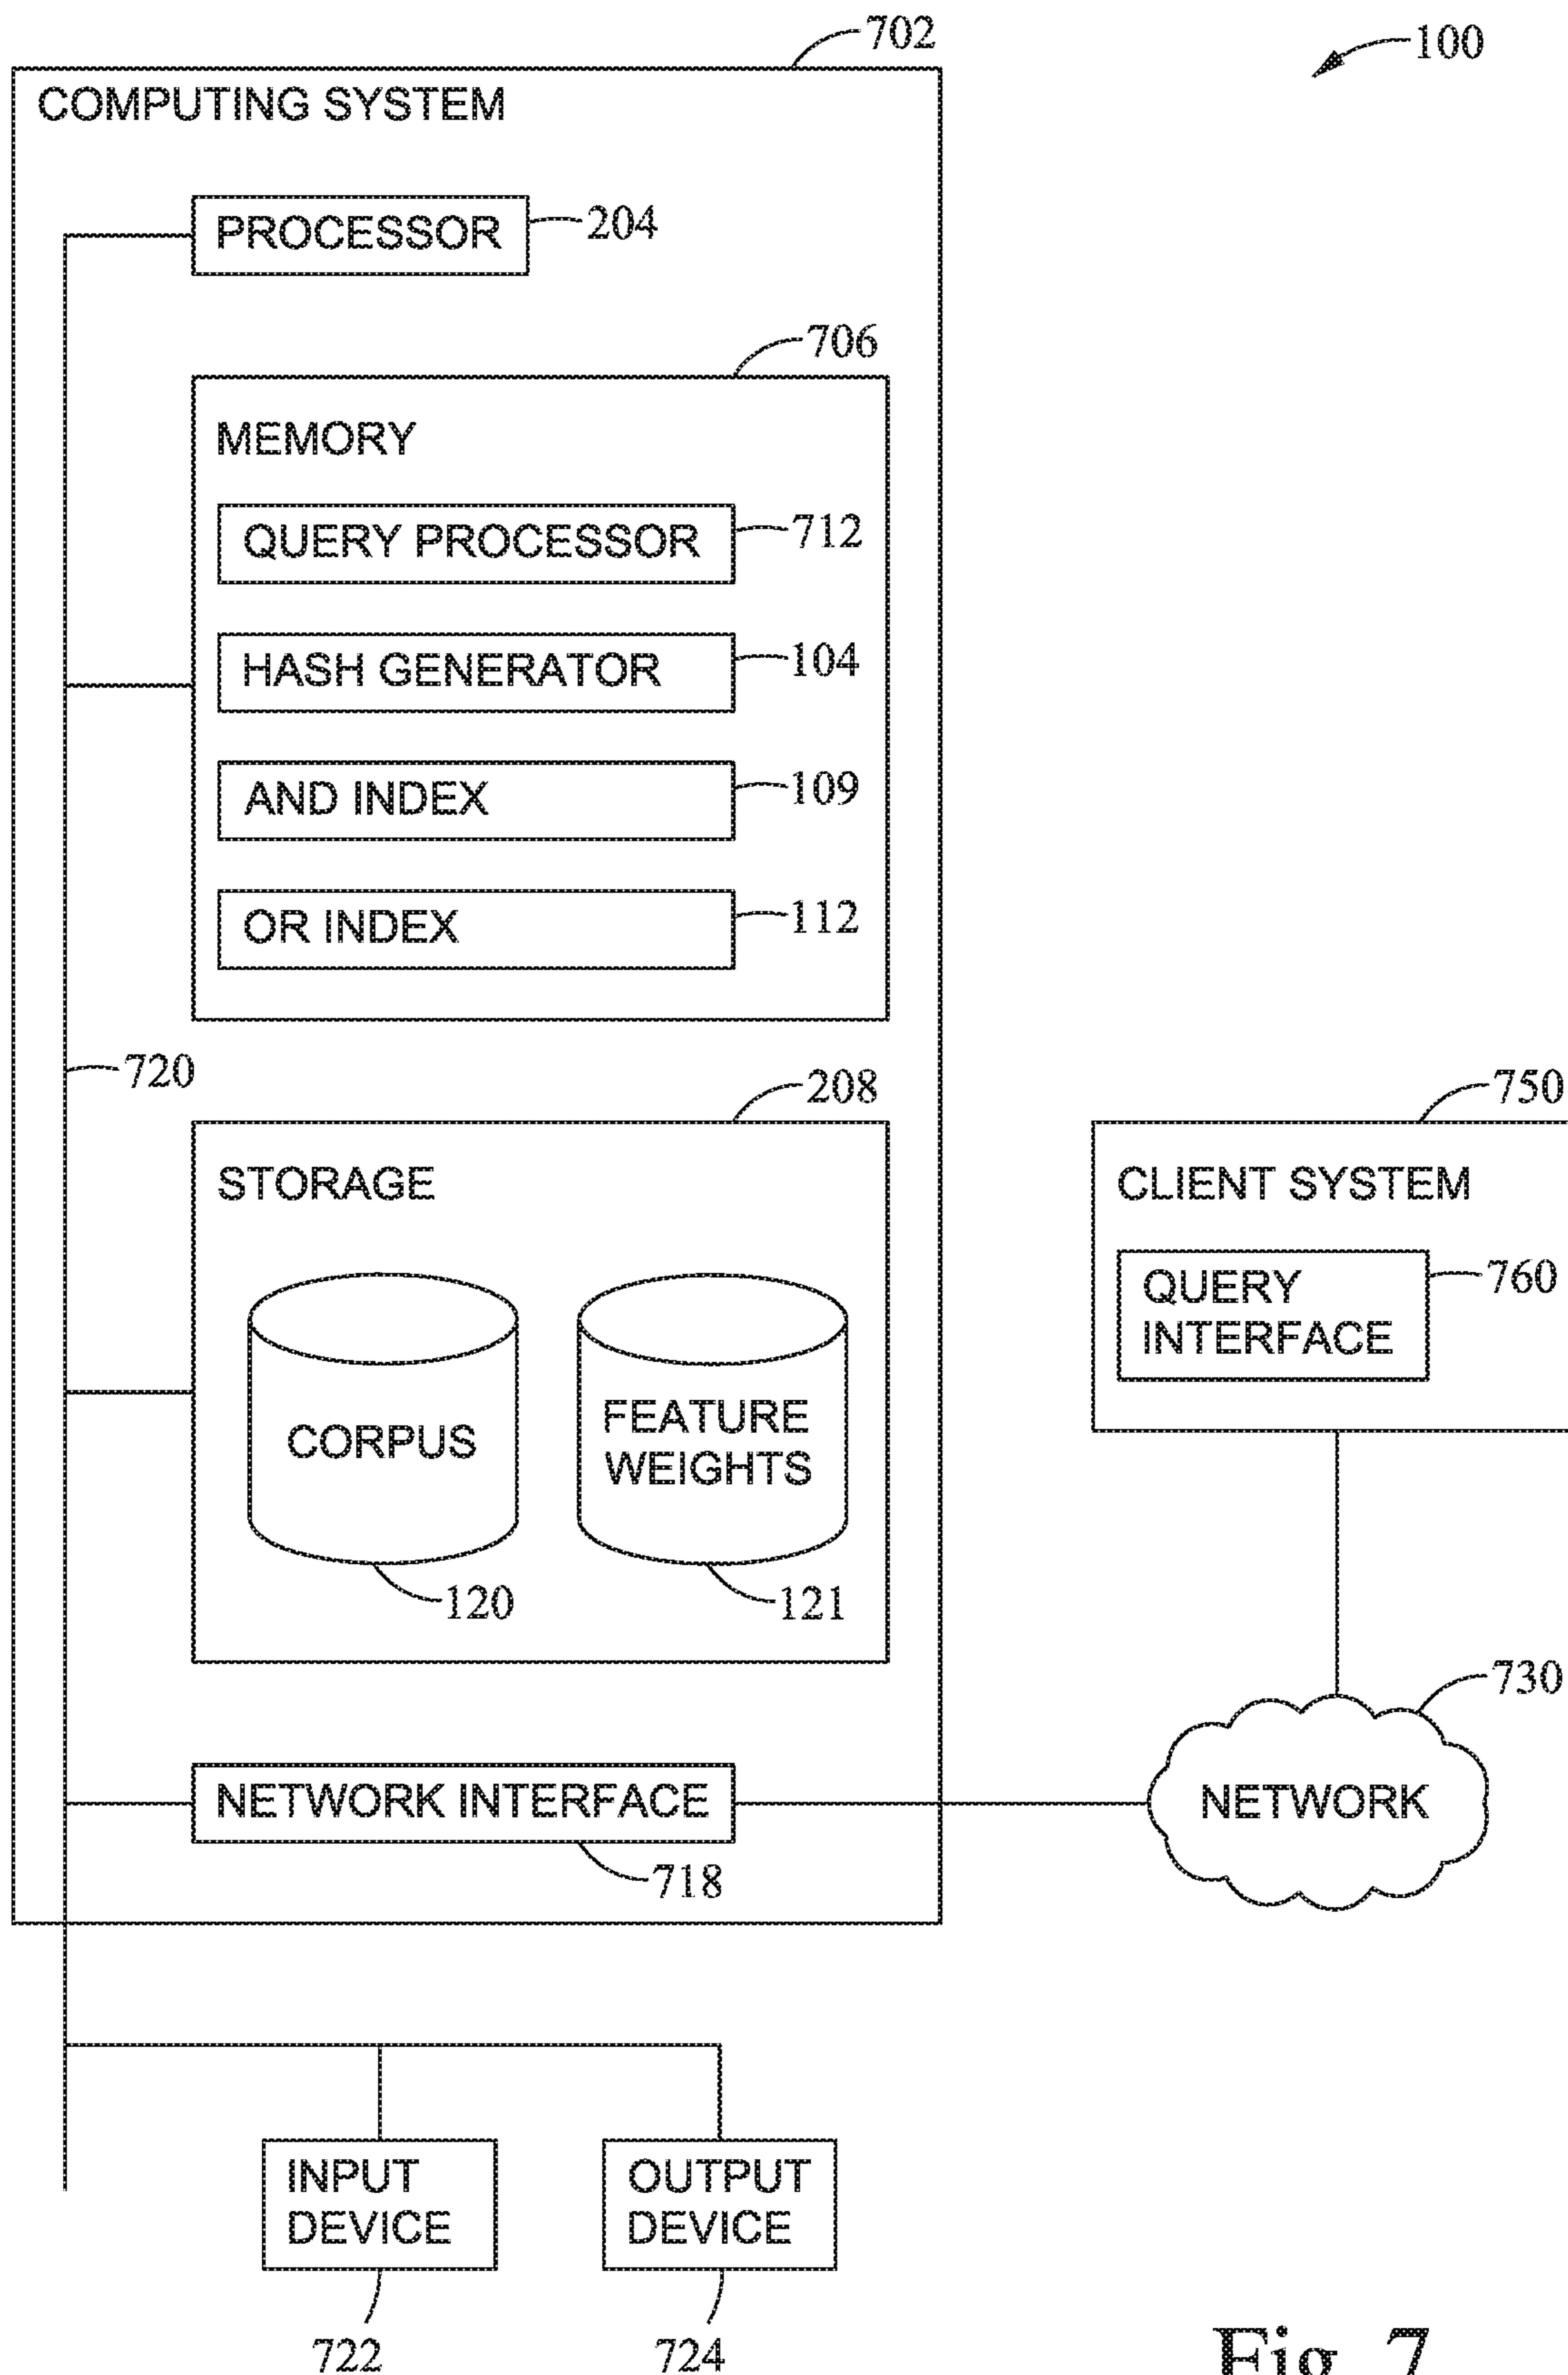 702
100
COMPUTING SYSTEM
PROCESSOR
204
706
MEMORY
QUERY PROCESSOR
712
HASH GENERATOR
104
AND INDEX
109
OR INDEX
112
720
208
STORAGE
CORPUS
FEATURE
WEIGHTS
120
121
750
CLIENT SYSTEM
QUERY
INTERFACE
760
730
NETWORK
NETWORK INTERFACE
718
INPUT
DEVICE
OUTPUT
DEVICE
722
724
Fig. 7